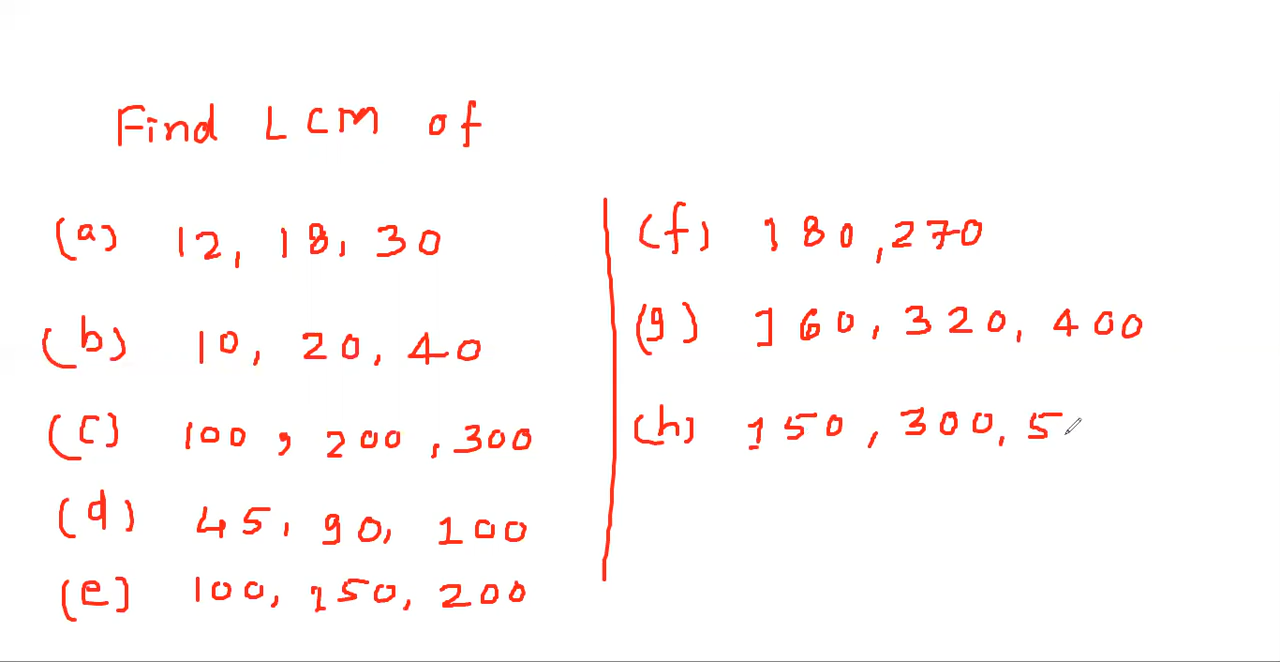 Find LCM of
(a) 12, 18, 30
(b) 10, 20, 40
(c) 100, 200, 300
(d) 45, 90, 100
(e) 100, 150, 200
(f) 180, 270
(g) 160, 320, 400
(h) 150, 300, 5